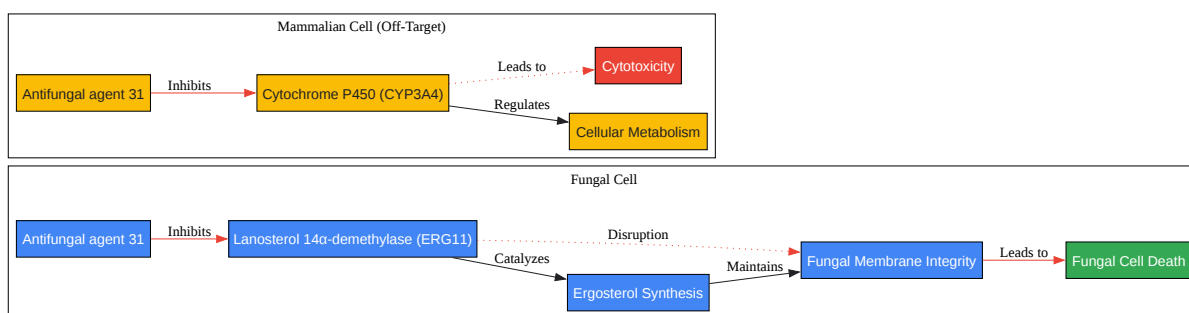 Mammalian Cell (Off-Target)
Antifungal agent 31
Inhibits
Cytochrome P450 (CYP3A4)
Leads to
Cytotoxicity
Regulates
Cellular Metabolism
Fungal Cell
Antifungal agent 31
Inhibits
Lanosterol 14α-demethylase (ERG11)
Disruption
Catalyzes
Ergosterol Synthesis
Maintains
Fungal Membrane Integrity
Leads to
Fungal Cell Death